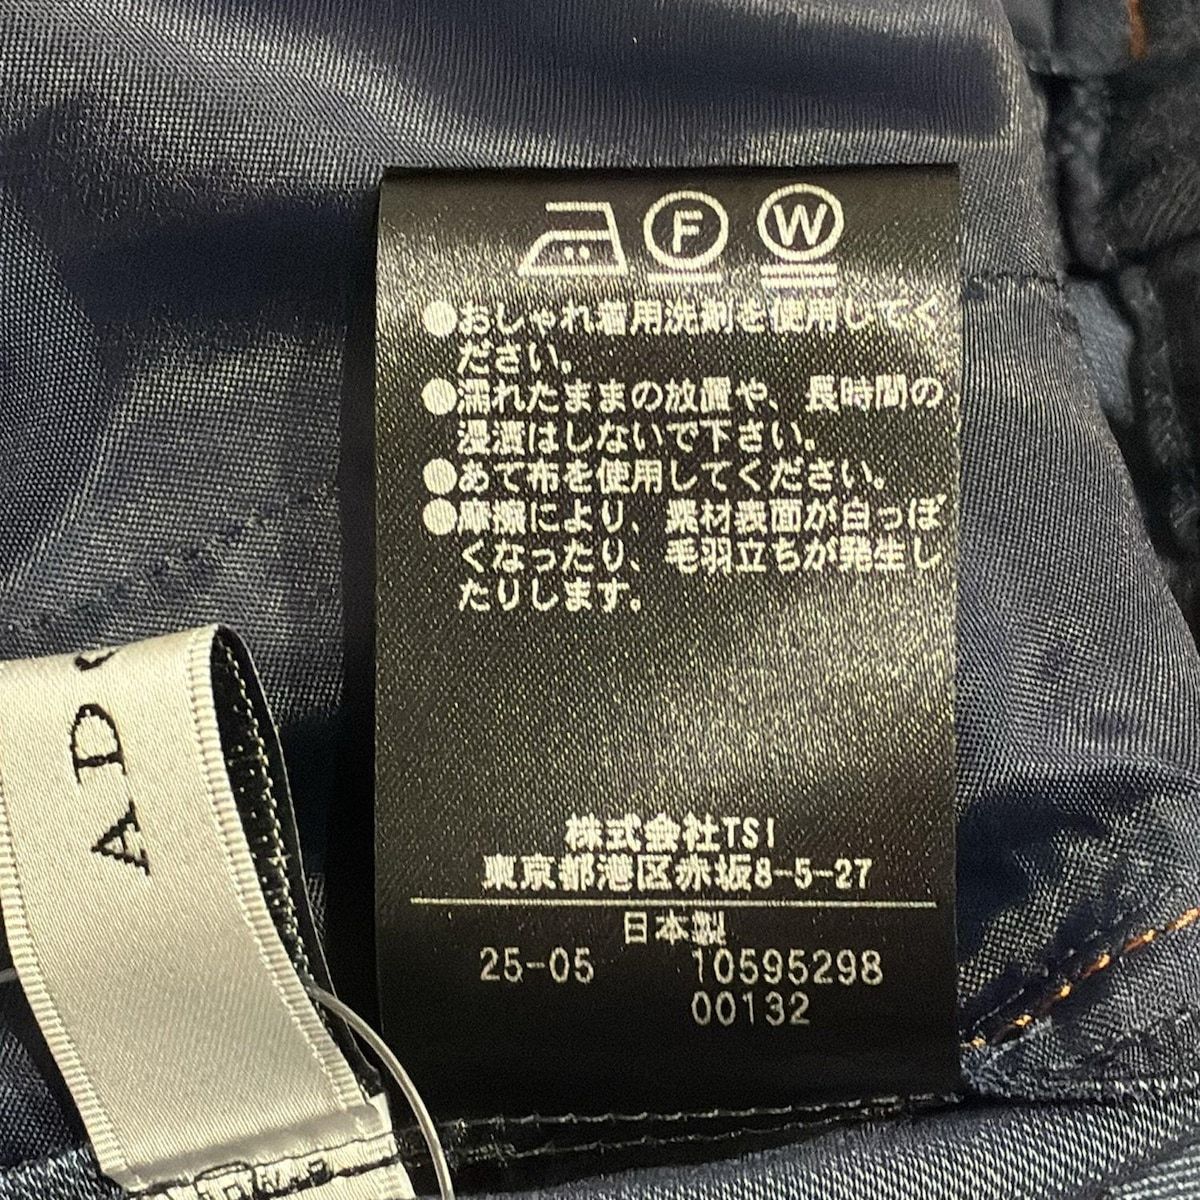 F W
●おしゃれ着用洗剤を使用してく
ださい。
●濡れたままの放置や、長時間の
浸漬はしないで下さい。
●あて布を使用してください。
●摩擦により、素材表面が白っぽ
くなったり、毛羽立ちが発生し
たりします。
株式会社TSI
東京都港区赤坂8-5-27
日本製
25-05 10595298
00132
AD